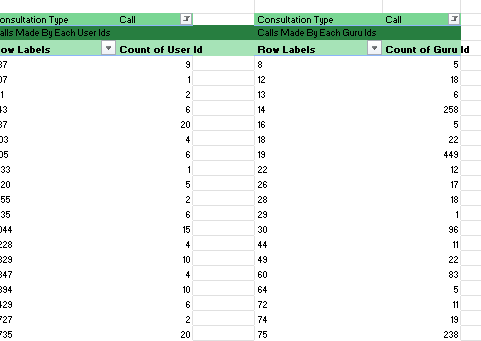 onsultation Type Call Consultation Type Call
alls Made By Each User Ids Calls Made By Each Guru Ids
ow Labels Count of User Id Row Labels Count of Guru Id
37 9 8 5
07 1 12 18
1 2 13 6
43 6 14 258
37 20 16 5
03 4 18 22
05 6 19 449
33 1 22 12
20 5 26 17
55 2 28 18
35 6 29 1
044 15 30 96
228 4 44 11
329 10 49 22
347 4 60 83
394 10 64 5
429 6 72 11
727 2 74 19
735 20 75 238